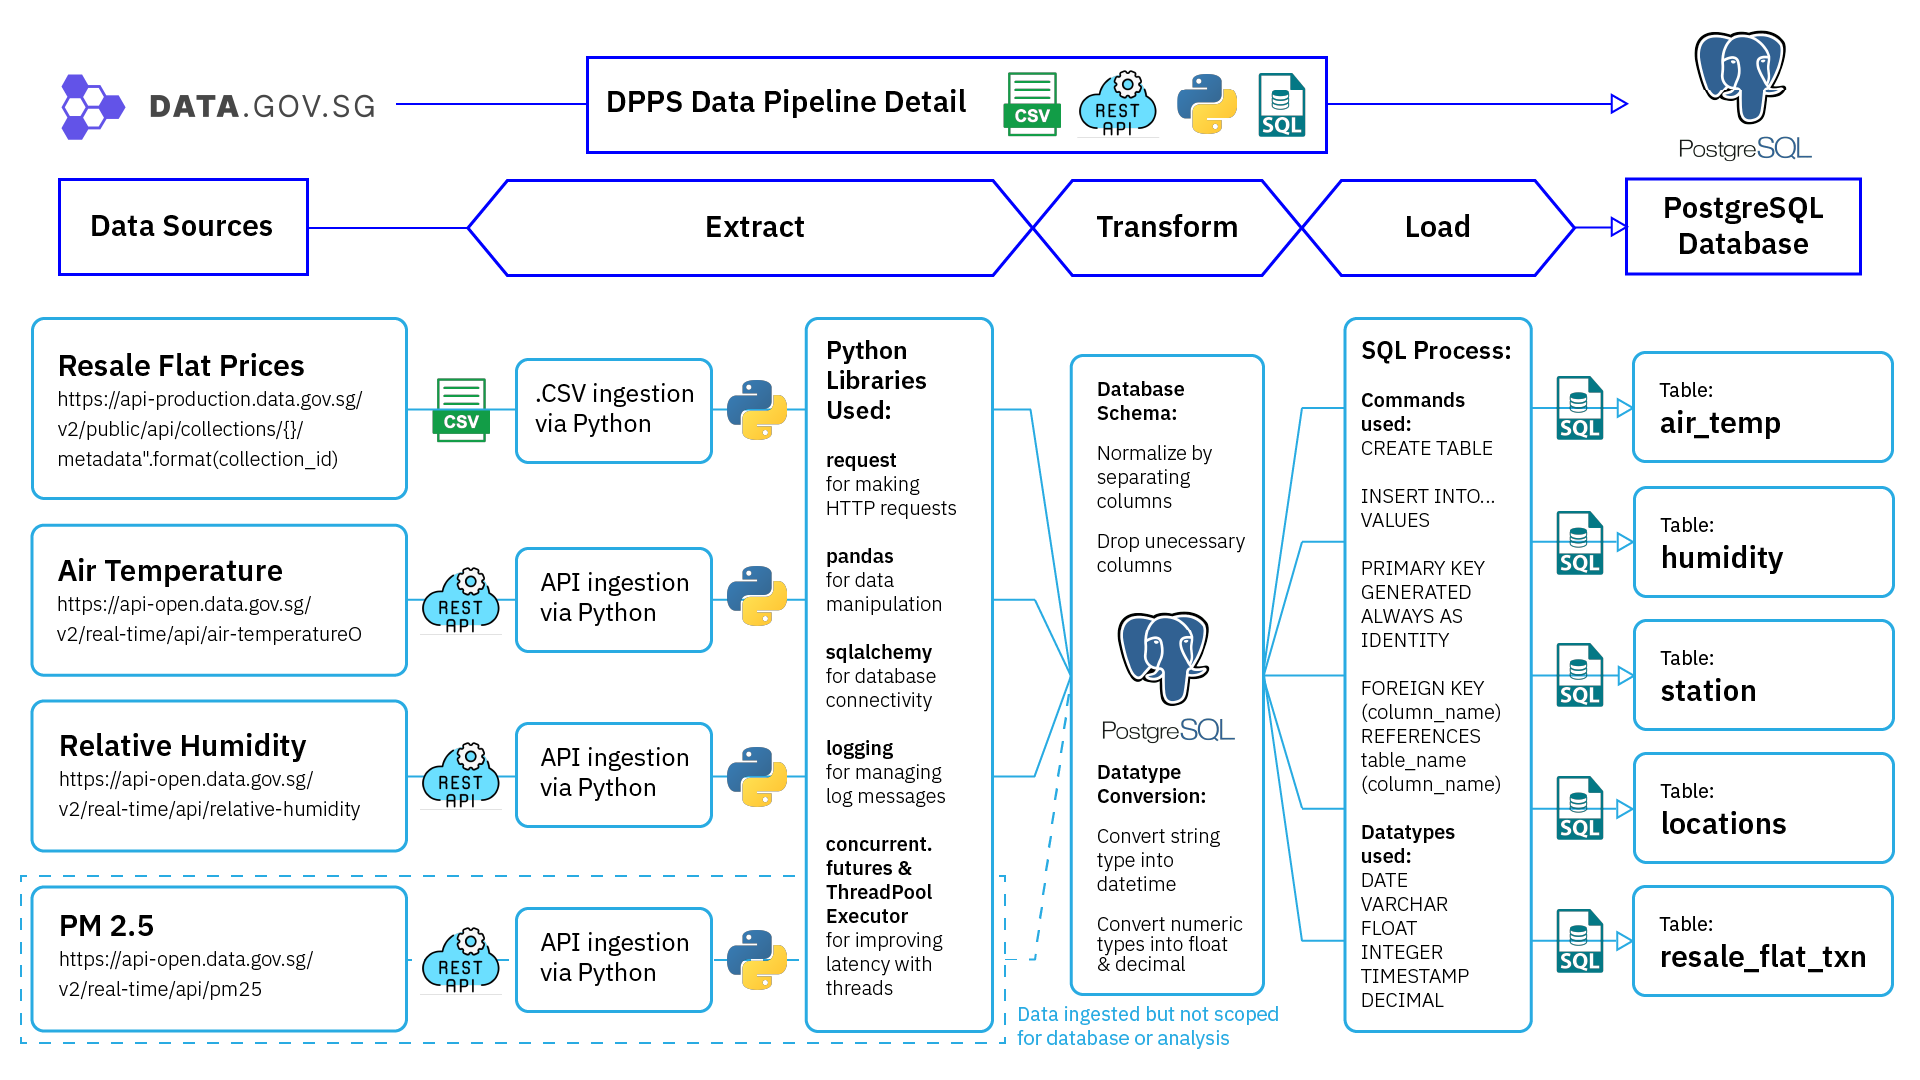 DATA.GOV.SG
DPPS Data Pipeline Detail
CSV
REST
API
SQL
PostgreSQL
Data Sources
Extract
Transform
Load
PostgreSQL
Database
Resale Flat Prices
https://api-production.data.gov.sg/
v2/public/api/collections/{}/
metadata".format(collection_id)
CSV
.CSV ingestion
via Python
Air Temperature
https://api-open.data.gov.sg/
v2/real-time/api/air-temperatureO
REST
API
API ingestion
via Python
Relative Humidity
https://api-open.data.gov.sg/
v2/real-time/api/relative-humidity
REST
API
API ingestion
via Python
PM 2.5
https://api-open.data.gov.sg/
v2/real-time/api/pm25
REST
API
API ingestion
via Python
Python
Libraries
Used:
request
for making
HTTP requests
pandas
for data
manipulation
sqlalchemy
for database
connectivity
logging
for managing
log messages
concurrent.
futures &
ThreadPool
Executor
for improving
latency with
threads
Data ingested but not scoped
for database or analysis
Database
Schema:
Normalize by
separating
columns
Drop unecessary
columns
PostgreSQL
Datatype
Conversion:
Convert string
type into
datetime
Convert numeric
types into float
& decimal
SQL Process:
Commands
used:
CREATE TABLE
INSERT INTO...
VALUES
PRIMARY KEY
GENERATED
ALWAYS AS
IDENTITY
FOREIGN KEY
(column_name)
REFERENCES
table_name
(column_name)
Datatypes
used:
DATE
VARCHAR
FLOAT
INTEGER
TIMESTAMP
DECIMAL
SQL
Table:
air_temp
SQL
Table:
humidity
SQL
Table:
station
SQL
Table:
locations
SQL
Table:
resale_flat_txn